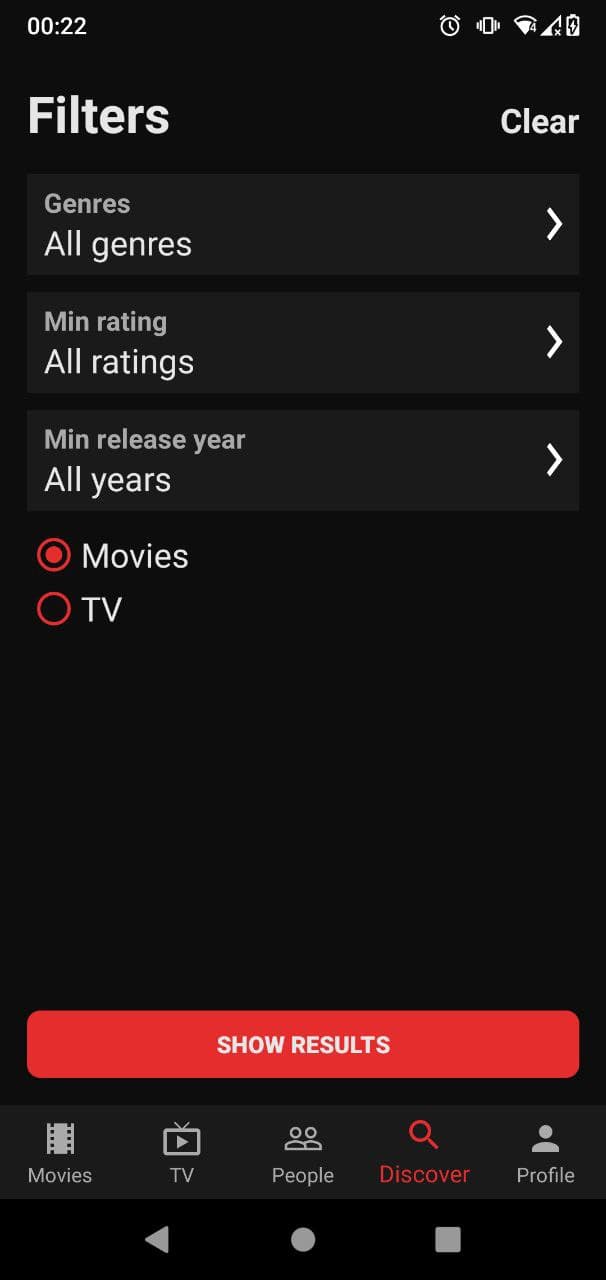 00:22
Filters
Clear
Genres
All genres
Min rating
All ratings
Min release year
All years
Movies
TV
SHOW RESULTS
Movies
TV
People
Discover
Profile